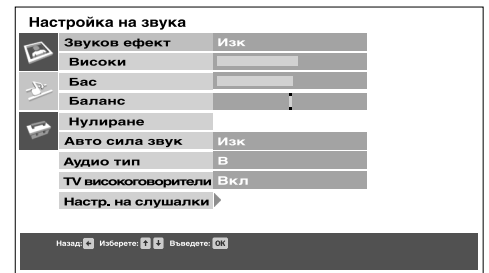 Настройка на звука
Звуков ефект Изк
Високи
Бас
Баланс
Нулиране
Авто сила звук Изк
Аудио тип B
TV високоговорители Вкл
Настр. на слушалки
Назад: Изберете: Въведете: OK